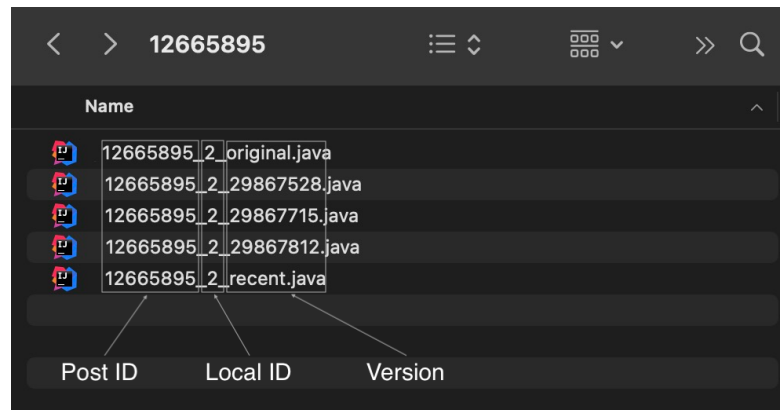 12665895
Name
12665895_2_original.java
12665895_2_29867528.java
12665895_2_29867715.java
12665895_2_29867812.java
12665895_2_recent.java
Post ID Local ID Version